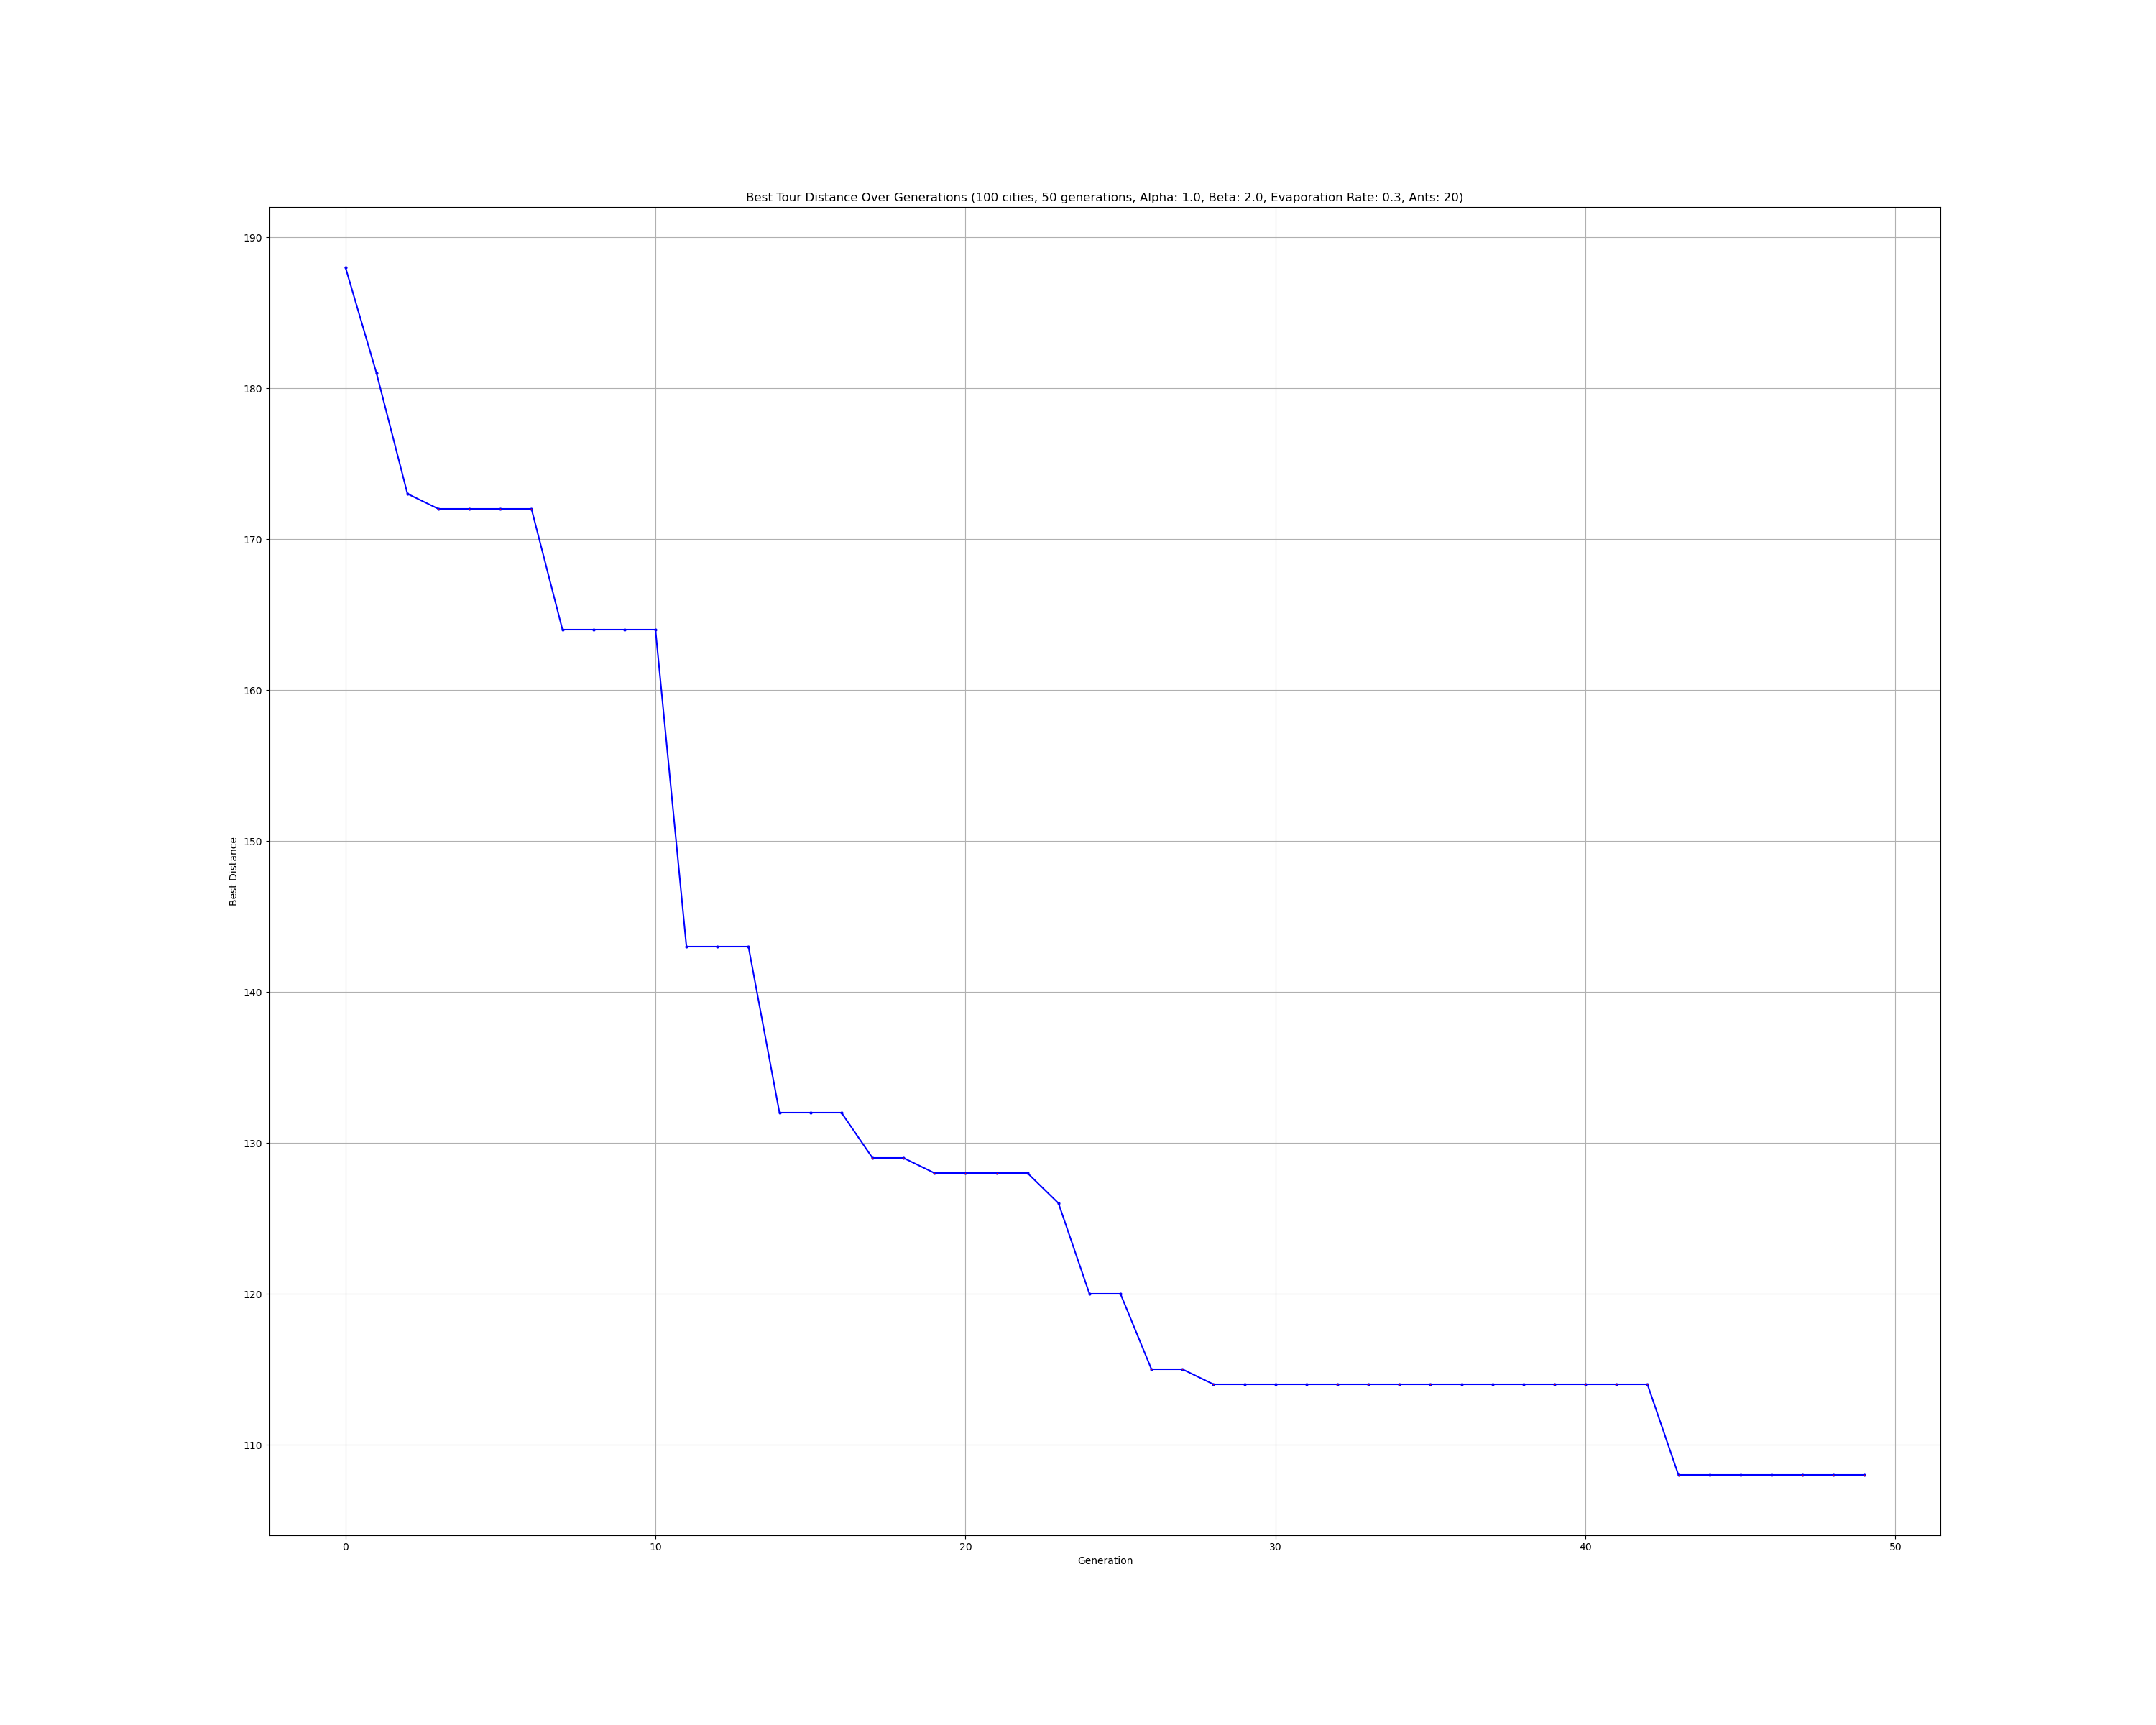 Best Tour Distance Over Generations (100 cities, 50 generations, Alpha: 1.0, Beta: 2.0, Evaporation Rate: 0.3, Ants: 20)
190
180
170
160
150
140
130
120
110
Best Distance
0 10 20 30 40 50
Generation